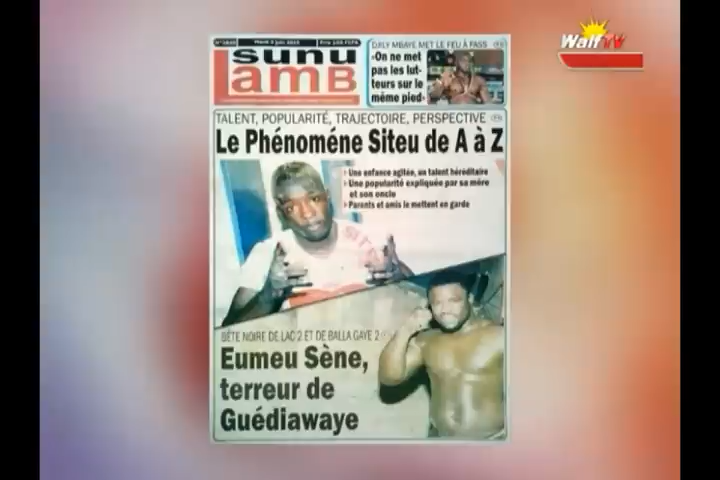 sunu
Lamb
DJILY MBAYE MET LE FEU À FASS
«On ne met
pas les lut-
teurs sur le
même pied»
TALENT, POPULARITÉ, TRAJECTOIRE, PERSPECTIVE
Le Phénoméne Siteu de A à Z
Une enfance agitée, un talent héréditaire
Une popularité expliquée par sa mère
et son oncle
Parents et amis le mettent en garde
SITEU
BÊTE NOIRE DE LAC 2 ET DE BALLA GAYE 2
Eumeu Sène,
terreur de
Guédiawaye
Walf TV